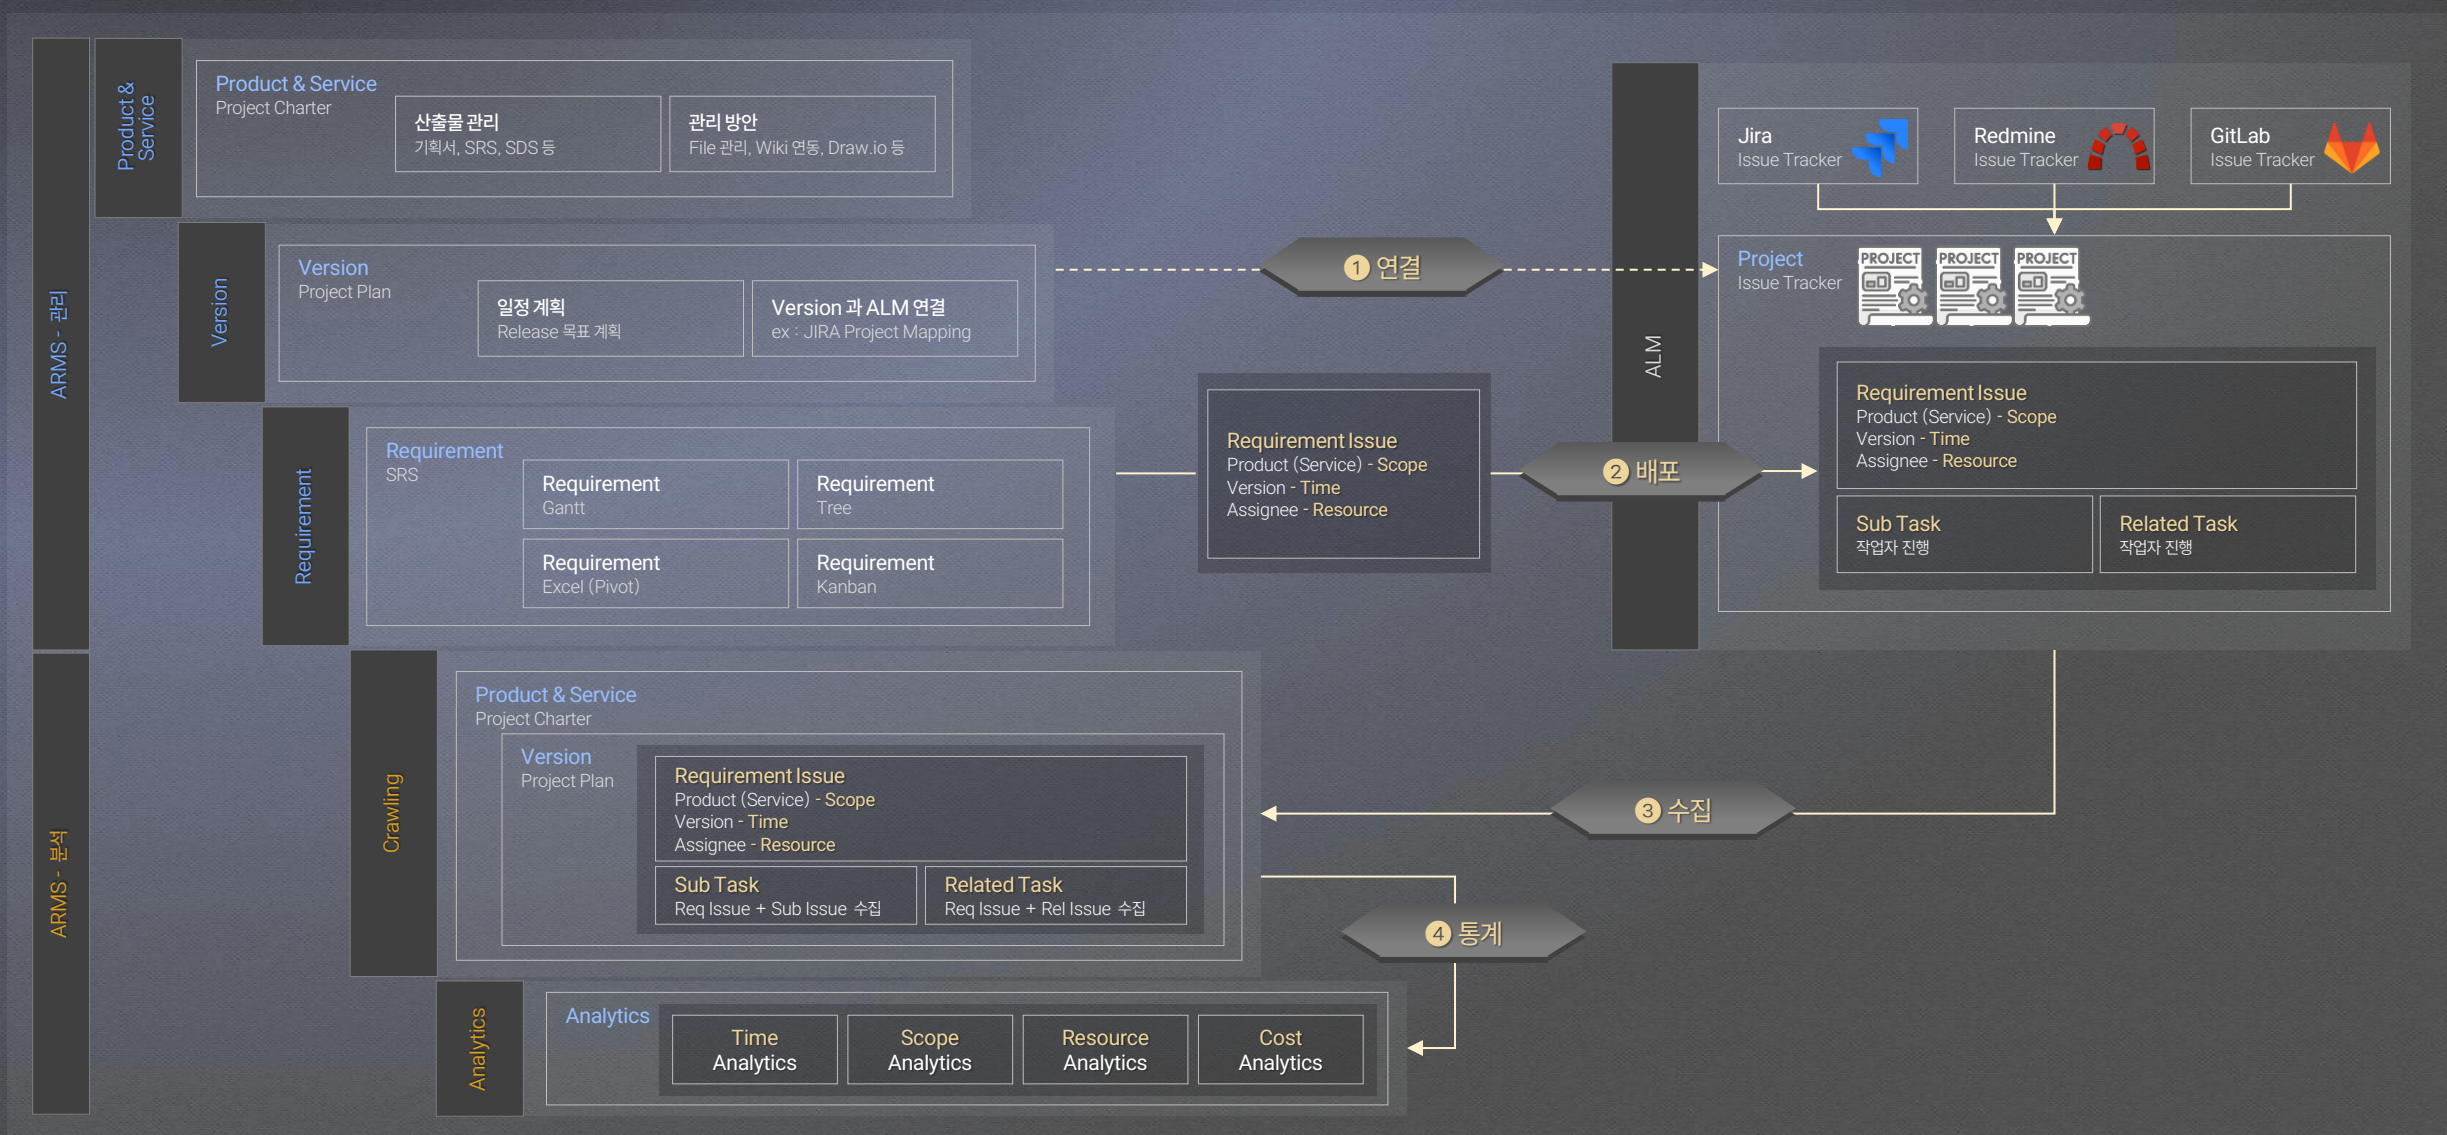 ARMS - 관리
Product &
Service
Product & Service
Project Charter
산출물 관리
기획서, SRS, SDS 등
관리 방안
File 관리, Wiki 연동, Draw.io 등
Version
Version
Project Plan
일정 계획
Release 목표 계획
Version 과 ALM 연결
ex : JIRA Project Mapping
Requirement
Requirement
SRS
Requirement
Gantt
Requirement
Tree
Requirement
Excel (Pivot)
Requirement
Kanban
1 연결
Requirement Issue
Product (Service) - Scope
Version - Time
Assignee - Resource
2 배포
ALM
Jira
Issue Tracker
Redmine
Issue Tracker
GitLab
Issue Tracker
Project
Issue Tracker
PROJECT
PROJECT
PROJECT
Requirement Issue
Product (Service) - Scope
Version - Time
Assignee - Resource
Sub Task
작업자 진행
Related Task
작업자 진행
3 수집
ARMS - 분석
Crawling
Product & Service
Project Charter
Version
Project Plan
Requirement Issue
Product (Service) - Scope
Version - Time
Assignee - Resource
Sub Task
Req Issue + Sub Issue 수집
Related Task
Req Issue + Rel Issue 수집
4 통계
Analytics
Analytics
Time
Analytics
Scope
Analytics
Resource
Analytics
Cost
Analytics